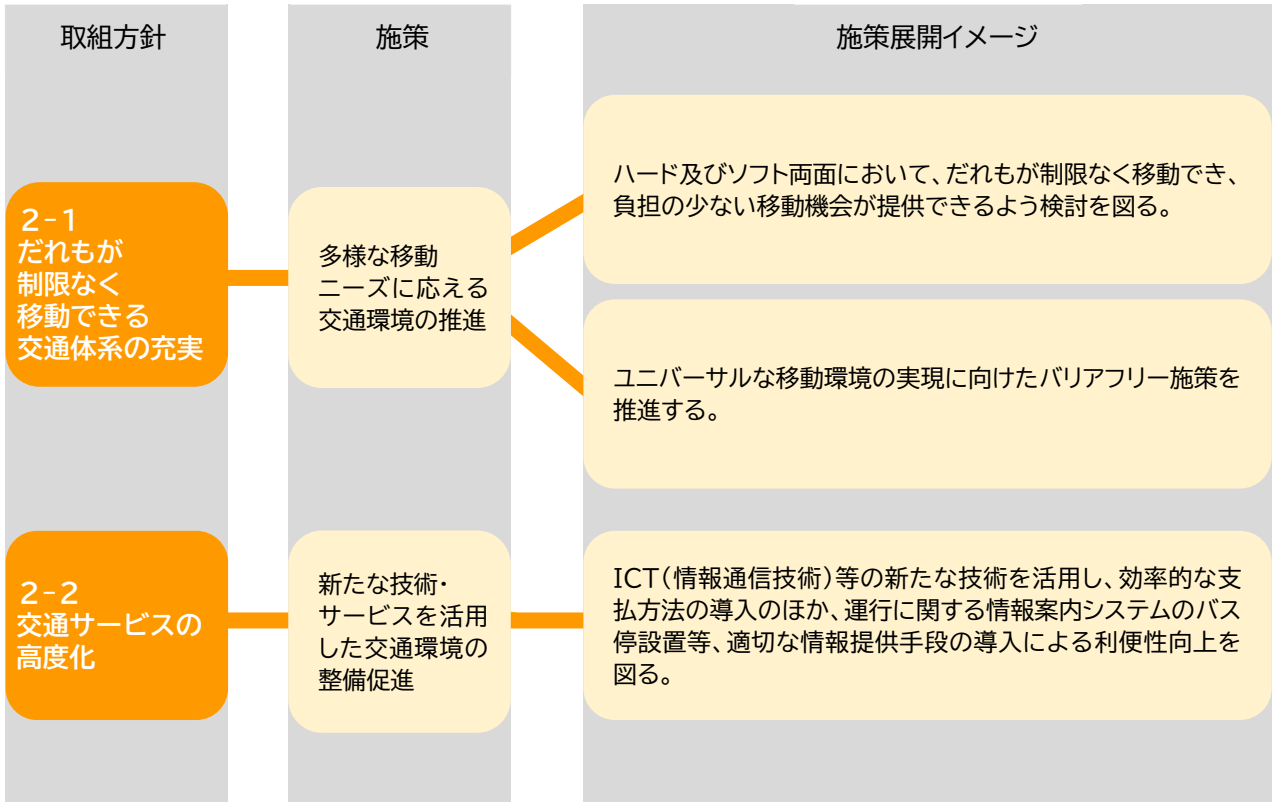 取組方針
施策
施策展開イメージ
2-1
だれもが
制限なく
移動できる
交通体系の充実
多様な移動
ニーズに応える
交通環境の推進
ハード及びソフト両面において、だれもが制限なく移動でき、
負担の少ない移動機会が提供できるよう検討を図る。
ユニバーサルな移動環境の実現に向けたバリアフリー施策を
推進する。
2-2
交通サービスの
高度化
新たな技術・
サービスを活用
した交通環境の
整備促進
ICT(情報通信技術)等の新たな技術を活用し、効率的な支
払方法の導入のほか、運行に関する情報案内システムのバス
停設置等、適切な情報提供手段の導入による利便性向上を
図る。